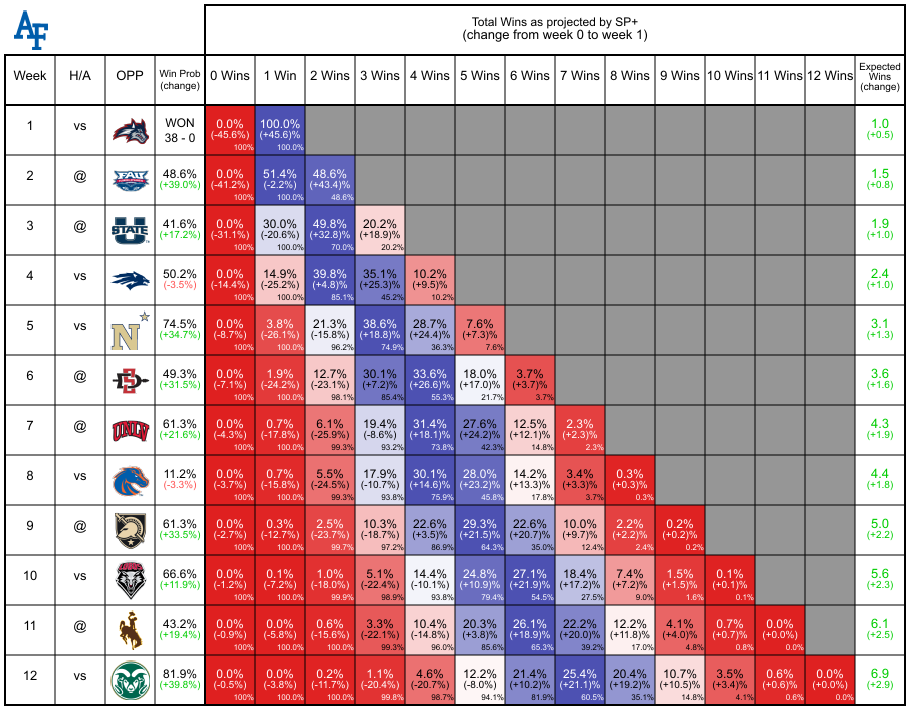 AF
Total Wins as projected by SP+
(change from week 0 to week 1)
Week H/A OPP Win Prob (change) 0 Wins 1 Win 2 Wins 3 Wins 4 Wins 5 Wins 6 Wins 7 Wins 8 Wins 9 Wins 10 Wins 11 Wins 12 Wins Expected Wins (change)
1 vs WON 0.0% 100.0% 1.0
38 - 0 (-45.6%) (+45.6)% (+0.5)
100% 100.0%
2 @ FAU 48.6% 0.0% 51.4% 48.6% 1.5
(+39.0%) (-41.2%) (-2.2%) (+43.4)% (+0.8)
100% 100.0% 48.6%
3 @ U STATE 41.6% 0.0% 30.0% 49.8% 20.2% 1.9
(+17.2%) (-31.1%) (-20.6%) (+32.8)% (+18.9)% (+1.0)
100% 100.0% 70.0% 20.2%
4 vs 50.2% 0.0% 14.9% 39.8% 35.1% 10.2% 2.4
(-3.5%) (-14.4%) (-25.2%) (+4.8)% (+25.3)% (+9.5)% (+1.0)
100% 100.0% 85.1% 45.2% 10.2%
5 vs N 74.5% 0.0% 3.8% 21.3% 38.6% 28.7% 7.6% 3.1
(+34.7%) (-8.7%) (-26.1%) (-15.8%) (+18.8)% (+24.4)% (+7.3)% (+1.3)
100% 100.0% 96.2% 74.9% 36.3% 7.6%
6 @ SD 49.3% 0.0% 1.9% 12.7% 30.1% 33.6% 18.0% 3.7% 3.6
(+31.5%) (-7.1%) (-24.2%) (-23.1%) (+7.2)% (+26.6)% (+17.0)% (+3.7)% (+1.6)
100% 100.0% 98.1% 85.4% 55.3% 21.7% 3.7%
7 @ UNLV 61.3% 0.0% 0.7% 6.1% 19.4% 31.4% 27.6% 12.5% 2.3% 4.3
(+21.6%) (-4.3%) (-17.8%) (-25.9%) (-8.6%) (+18.1)% (+24.2)% (+12.1)% (+2.3)% (+1.9)
100% 100.0% 99.3% 93.2% 73.8% 42.3% 14.8% 2.3%
8 vs 11.2% 0.0% 0.7% 5.5% 17.9% 30.1% 28.0% 14.2% 3.4% 0.3% 4.4
(-3.3%) (-3.7%) (-15.8%) (-24.5%) (-10.7%) (+14.6)% (+23.2)% (+13.3)% (+3.3)% (+0.3)% (+1.8)
100% 100.0% 99.3% 93.8% 75.9% 45.8% 17.8% 3.7% 0.3%
9 @ 61.3% 0.0% 0.3% 2.5% 10.3% 22.6% 29.3% 22.6% 10.0% 2.2% 0.2% 5.0
(+33.5%) (-2.7%) (-12.7%) (-23.7%) (-18.7%) (+3.5)% (+21.5)% (+20.7)% (+9.7)% (+2.2)% (+0.2)% (+2.2)
100% 100.0% 99.7% 97.2% 86.9% 64.3% 35.0% 12.4% 2.4% 0.2%
10 vs 66.6% 0.0% 0.1% 1.0% 5.1% 14.4% 24.8% 27.1% 18.4% 7.4% 1.5% 0.1% 5.6
(+11.9%) (-1.2%) (-7.2%) (-18.0%) (-22.4%) (-10.1%) (+10.9)% (+21.9)% (+17.2)% (+7.2)% (+1.5)% (+0.1)% (+2.3)
100% 100.0% 99.9% 98.9% 93.8% 79.4% 54.5% 27.5% 9.0% 1.6% 0.1%
11 @ 43.2% 0.0% 0.0% 0.6% 3.3% 10.4% 20.3% 26.1% 22.2% 12.2% 4.1% 0.7% 0.0% 6.1
(+19.4%) (-0.9%) (-5.8%) (-15.6%) (-22.1%) (-14.8%) (+3.8)% (+18.9)% (+20.0)% (+11.8)% (+4.0)% (+0.7)% (+0.0)% (+2.5)
100% 100.0% 100.0% 99.3% 96.0% 85.6% 65.3% 39.2% 17.0% 4.8% 0.8% 0.0%
12 vs 81.9% 0.0% 0.0% 0.2% 1.1% 4.6% 12.2% 21.4% 25.4% 20.4% 10.7% 3.5% 0.6% 0.0% 6.9
(+39.8%) (-0.5%) (-3.8%) (-11.7%) (-20.4%) (-20.7%) (-8.0%) (+10.2)% (+21.1)% (+19.2)% (+10.5)% (+3.4)% (+0.6)% (+0.0)% (+2.9)
100% 100.0% 100.0% 99.8% 98.7% 94.1% 81.9% 60.5% 35.1% 14.8% 4.1% 0.6% 0.0%